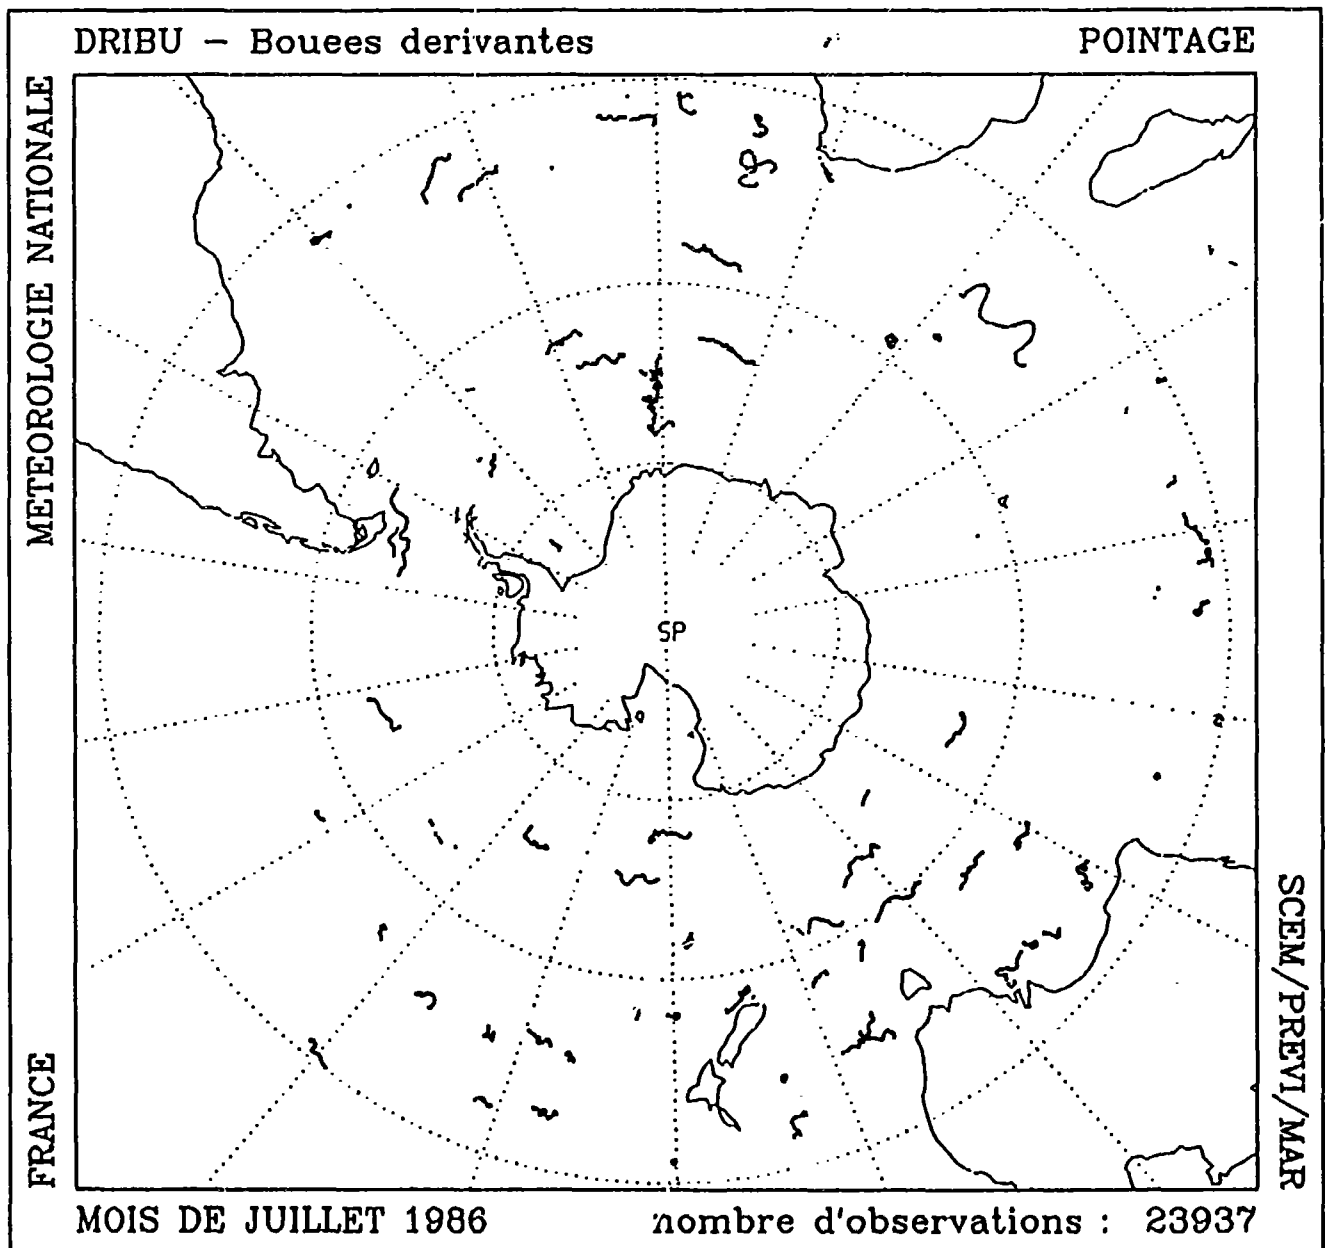 DRIBU – Bouees derivantes
POINTAGE
METEOROLOGIE NATIONALE
FRANCE
SP
SCEM/PREVI/MAR
MOIS DE JUILLET 1986
nombre d'observations : 23937